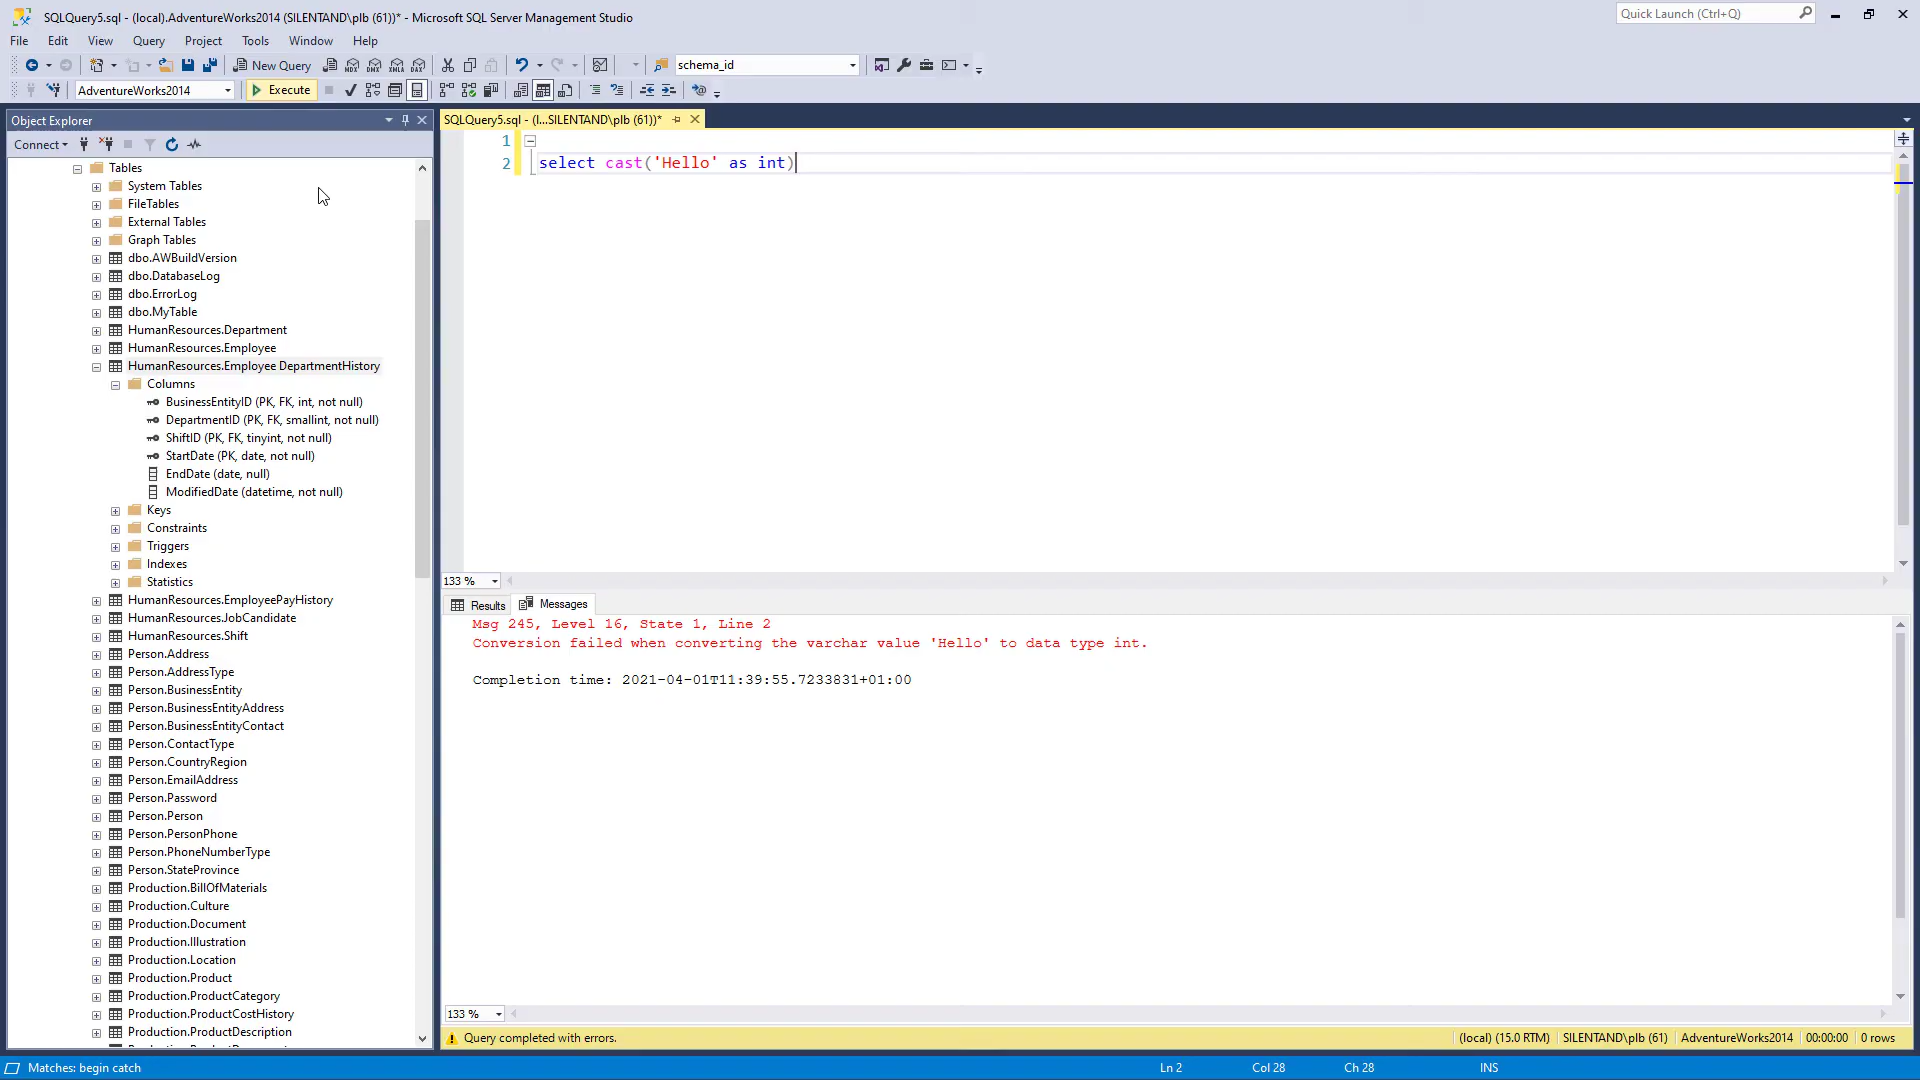 SQLQuery5.sql - (local).AdventureWorks2014 (SILENTAND\plb (61))* - Microsoft SQL Server Management Studio
Quick Launch (Ctrl+Q)
File Edit View Query Project Tools Window Help
New Query
schema_id
AdventureWorks2014
Execute
Object Explorer
SQLQuery5.sql - (l...SILENTAND\plb (61))*
Connect
1
2 select cast('Hello' as int)
Tables
System Tables
FileTables
External Tables
Graph Tables
dbo.AWBuildVersion
dbo.DatabaseLog
dbo.ErrorLog
dbo.MyTable
HumanResources.Department
HumanResources.Employee
HumanResources.Employee DepartmentHistory
Columns
BusinessEntityID (PK, FK, int, not null)
DepartmentID (PK, FK, smallint, not null)
ShiftID (PK, FK, tinyint, not null)
StartDate (PK, date, not null)
EndDate (date, null)
ModifiedDate (datetime, not null)
Keys
Constraints
Triggers
Indexes
Statistics
HumanResources.EmployeePayHistory
HumanResources.JobCandidate
HumanResources.Shift
Person.Address
Person.AddressType
Person.BusinessEntity
Person.BusinessEntityAddress
Person.BusinessEntityContact
Person.ContactType
Person.CountryRegion
Person.EmailAddress
Person.Password
Person.Person
Person.PersonPhone
Person.PhoneNumberType
Person.StateProvince
Production.BillOfMaterials
Production.Culture
Production.Document
Production.Illustration
Production.Location
Production.Product
Production.ProductCategory
Production.ProductCostHistory
Production.ProductDescription
133 %
Results Messages
Msg 245, Level 16, State 1, Line 2
Conversion failed when converting the varchar value 'Hello' to data type int.
Completion time: 2021-04-01T11:39:55.7233831+01:00
133 %
Query completed with errors.
(local) (15.0 RTM) SILENTAND\plb (61) AdventureWorks2014 00:00:00 0 rows
Matches: begin catch
Ln 2 Col 28 Ch 28 INS